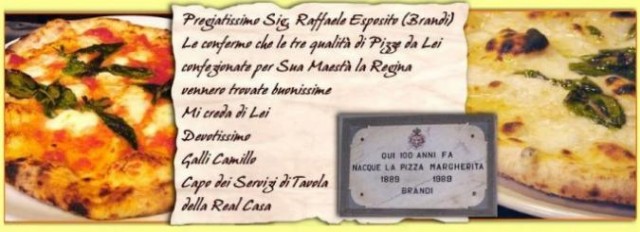 Pregiatissimo Sig. Raffaele Esposito (Brandi)
Le confermo che le tre qualità di Pizze da Lei
confezionate per Sua Maestà la Regina
vennero trovate buonissime
Mi creda di Lei
Devotissimo
Galli Camillo
Capo dei Servizi di Tavola
della Real Casa
QUI 100 ANNI FA
NACQUE LA PIZZA MARGHERITA
1889 1989
BRANDI